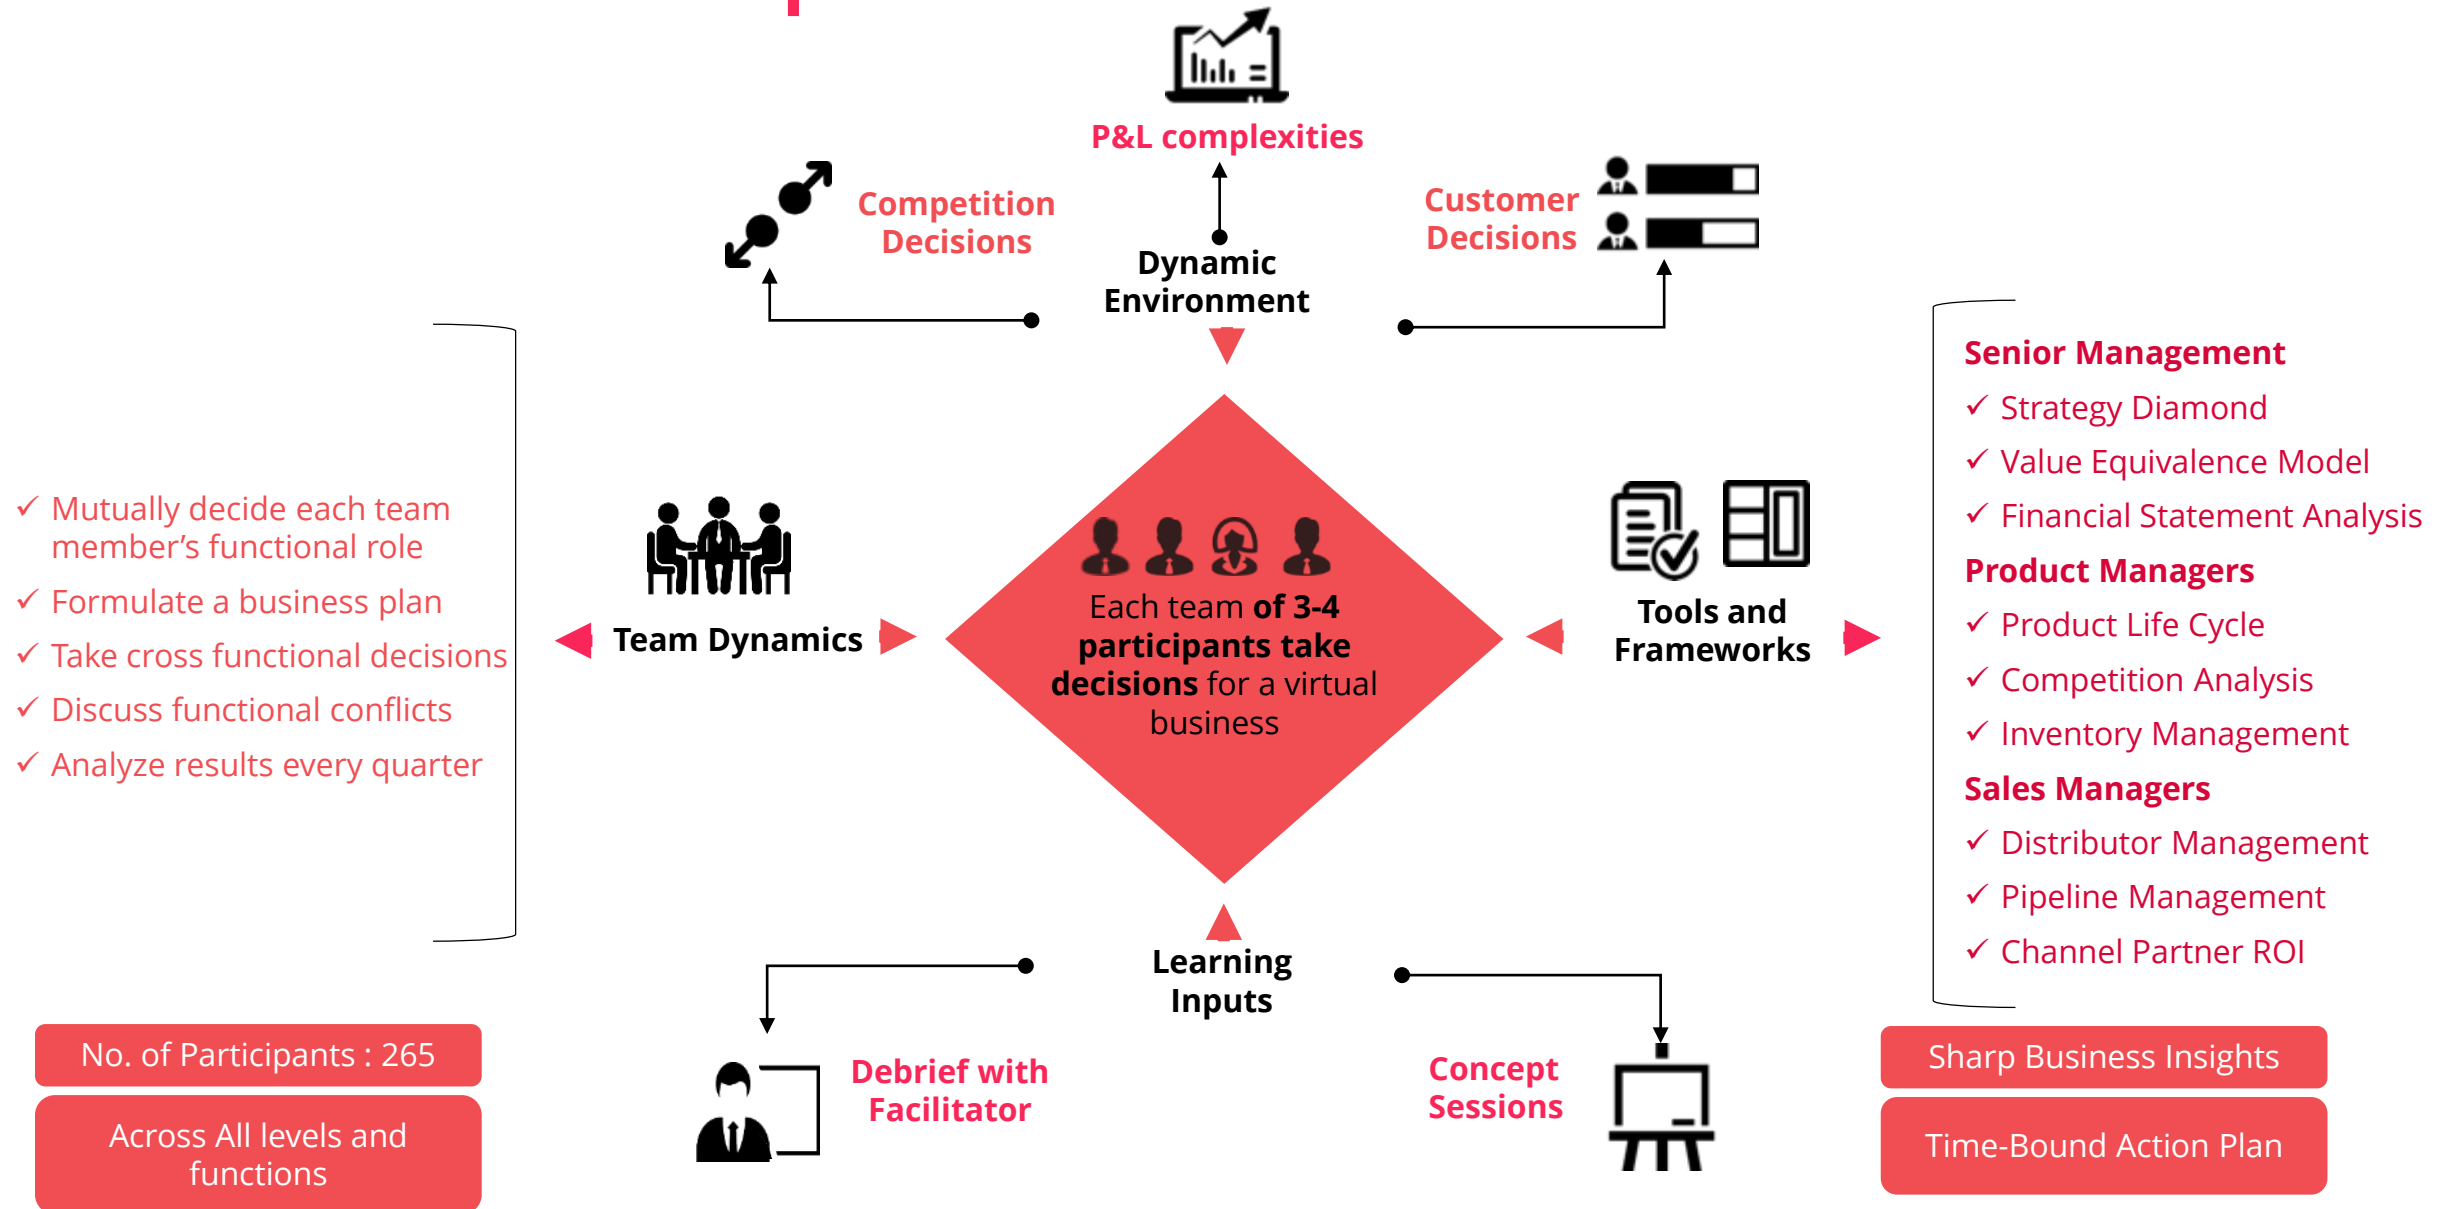 P&L complexities
Competition
Decisions
Customer
Decisions
Dynamic
Environment
Mutually decide each team
member’s functional role
Formulate a business plan
Take cross functional decisions
Discuss functional conflicts
Analyze results every quarter
Team Dynamics
Each team of 3-4
participants take
decisions for a virtual
business
Tools and
Frameworks
Senior Management
Strategy Diamond
Value Equivalence Model
Financial Statement Analysis
Product Managers
Product Life Cycle
Competition Analysis
Inventory Management
Sales Managers
Distributor Management
Pipeline Management
Channel Partner ROI
Learning
Inputs
Debrief with
Facilitator
Concept
Sessions
No. of Participants : 265
Across All levels and
functions
Sharp Business Insights
Time-Bound Action Plan